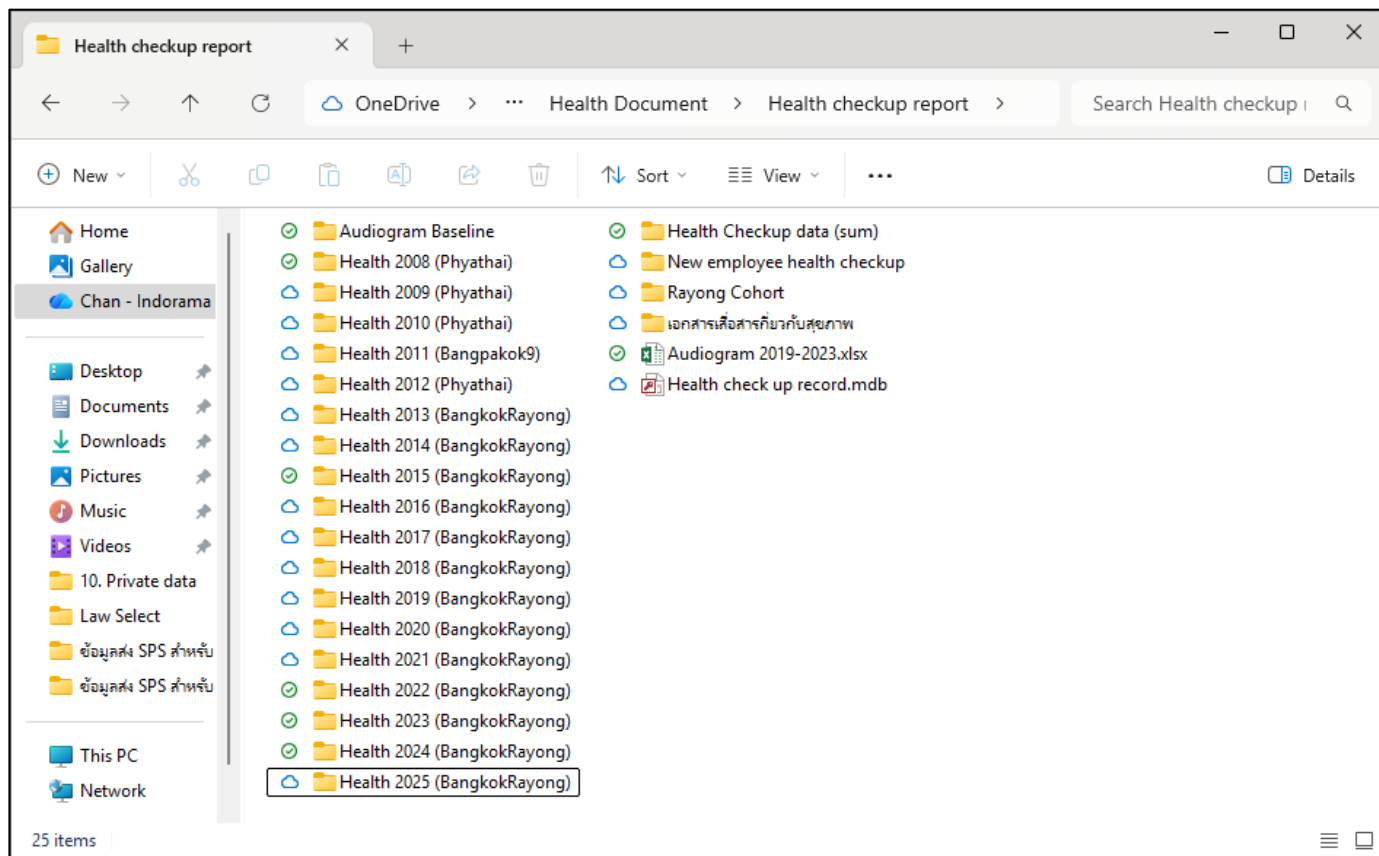 Health checkup report
OneDrive > ... Health Document > Health checkup report >
Search Health checkup r
New
Sort
View
Details
Home
Gallery
Chan - Indorama
Desktop
Documents
Downloads
Pictures
Music
Videos
10. Private data
Law Select
ข้อมูลส่ง SPS สำหรับ
ข้อมูลส่ง SPS สำหรับ
This PC
Network
Audiogram Baseline
Health 2008 (Phyathai)
Health 2009 (Phyathai)
Health 2010 (Phyathai)
Health 2011 (Bangpakok9)
Health 2012 (Phyathai)
Health 2013 (BangkokRayong)
Health 2014 (BangkokRayong)
Health 2015 (BangkokRayong)
Health 2016 (BangkokRayong)
Health 2017 (BangkokRayong)
Health 2018 (BangkokRayong)
Health 2019 (BangkokRayong)
Health 2020 (BangkokRayong)
Health 2021 (BangkokRayong)
Health 2022 (BangkokRayong)
Health 2023 (BangkokRayong)
Health 2024 (BangkokRayong)
Health 2025 (BangkokRayong)
Health Checkup data (sum)
New employee health checkup
Rayong Cohort
เอกสารเสื่อสารกี่ยวกับสุขภาพ
Audiogram 2019-2023.xlsx
Health check up record.mdb
25 items